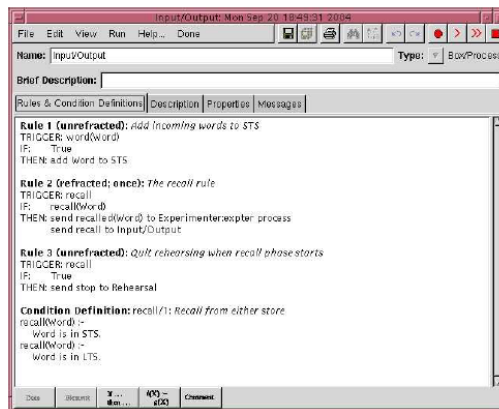 Input/Output: Mon Sep 20 18:49:31 2004
File Edit View Run Help... Done
Name: Input/Output Type: Box/Process
Brief Description:
Rules & Condition Definitions Description Properties Messages
Rule 1 (unrefracted): Add incoming words to STS
TRIGGER: word(Word)
IF: True
THEN: add Word to STS
Rule 2 (refracted; once): The recall rule
TRIGGER: recall
IF: recall(Word)
THEN: send recalled(Word) to Experimenter:expter process
send recall to Input/Output
Rule 3 (unrefracted): Quit rehearsing when recall phase starts
TRIGGER: recall
IF: True
THEN: send stop to Rehearsal
Condition Definition: recall/1: Recall from either store
recall(Word) :-
Word is in STS.
recall(Word) :-
Word is in LTS.
If ... then ... Comment